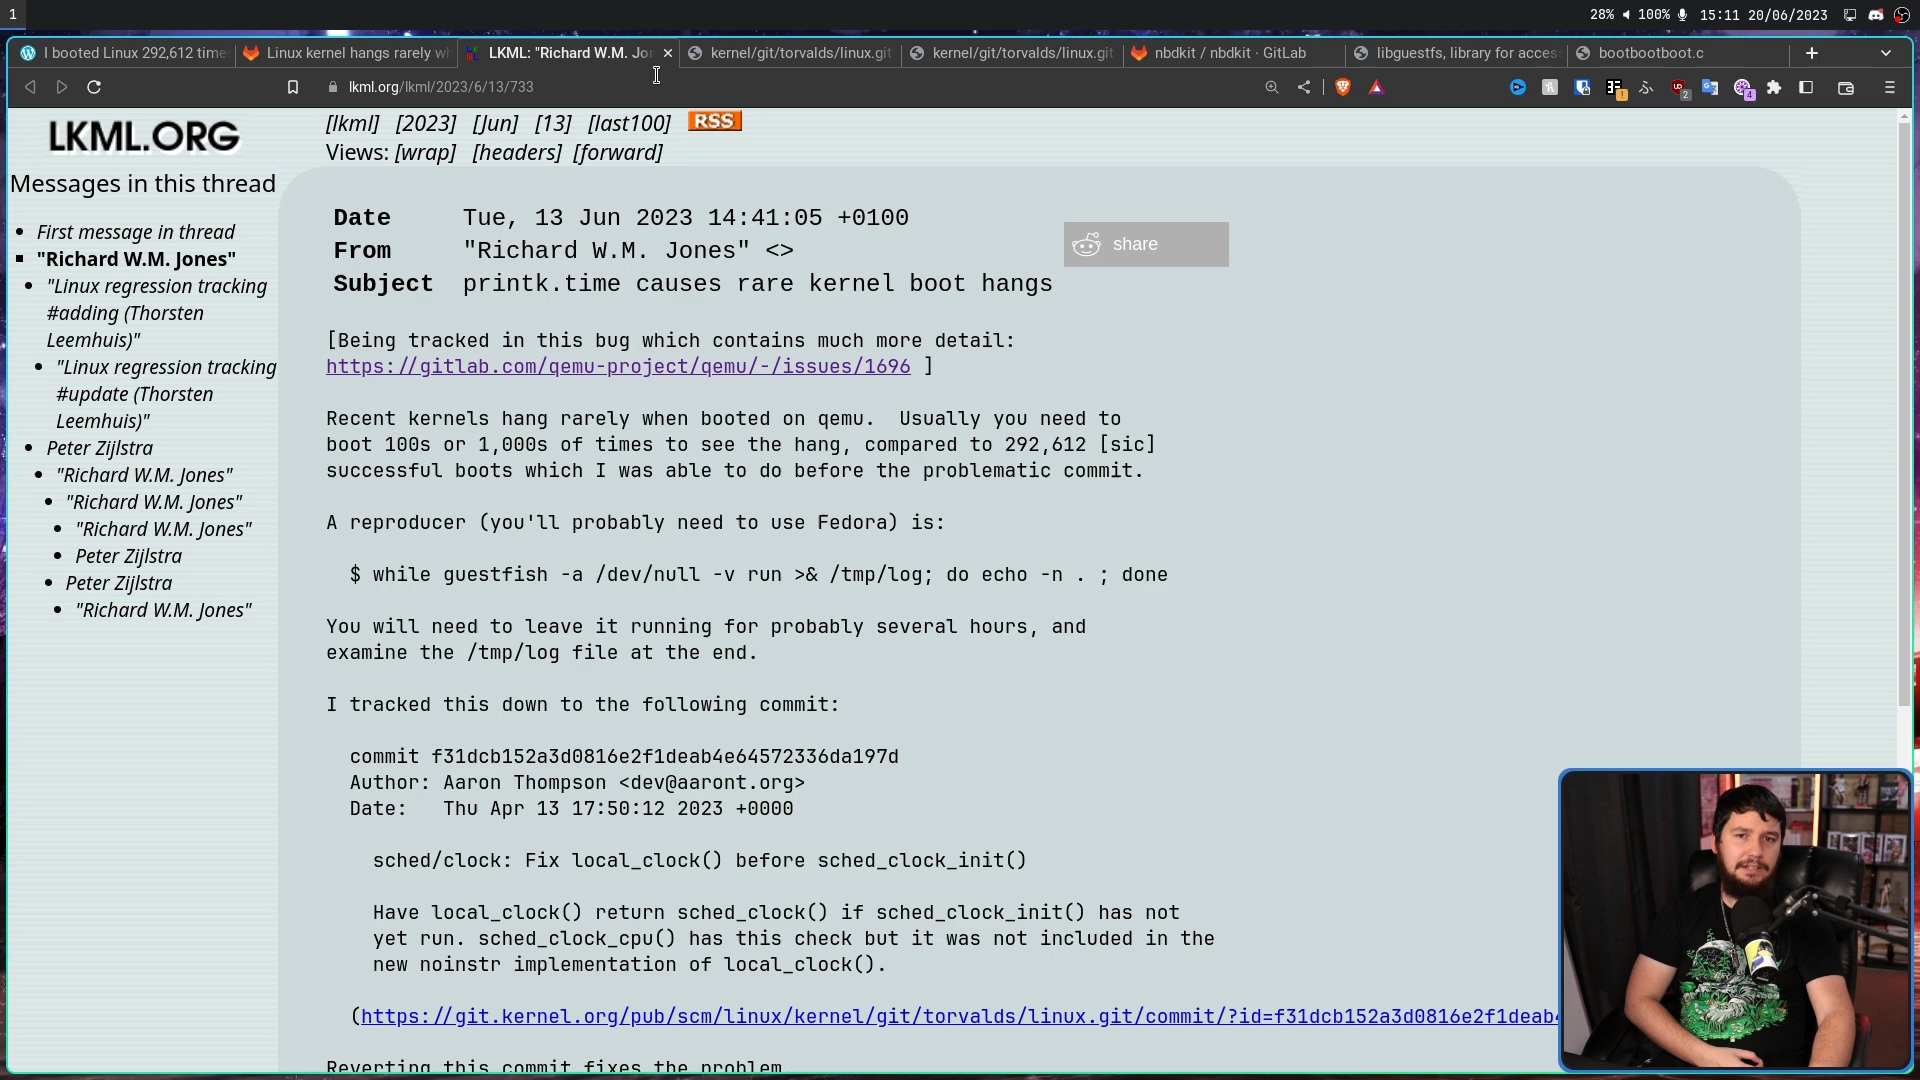 1
28% 100% 15:11 20/06/2023
I booted Linux 292,612 time
Linux kernel hangs rarely wh
LKML: "Richard W.M. Jon
kernel/git/torvalds/linux.git
kernel/git/torvalds/linux.git
nbdkit / nbdkit · GitLab
libguestfs, library for acces
bootbootboot.c
lkml.org/lkml/2023/6/13/733
LKML.ORG
[lkml] [2023] [Jun] [13] [last100] RSS
Views: [wrap] [headers] [forward]
Messages in this thread
First message in thread
"Richard W.M. Jones"
"Linux regression tracking
#adding (Thorsten
Leemhuis)"
"Linux regression tracking
#update (Thorsten
Leemhuis)"
Peter Zijlstra
"Richard W.M. Jones"
"Richard W.M. Jones"
"Richard W.M. Jones"
Peter Zijlstra
Peter Zijlstra
"Richard W.M. Jones"
Date Tue, 13 Jun 2023 14:41:05 +0100
From "Richard W.M. Jones" <>
Subject printk.time causes rare kernel boot hangs
share
[Being tracked in this bug which contains much more detail:
https://gitlab.com/qemu-project/qemu/-/issues/1696 ]
Recent kernels hang rarely when booted on qemu. Usually you need to
boot 100s or 1,000s of times to see the hang, compared to 292,612 [sic]
successful boots which I was able to do before the problematic commit.
A reproducer (you'll probably need to use Fedora) is:
$ while guestfish -a /dev/null -v run >& /tmp/log; do echo -n . ; done
You will need to leave it running for probably several hours, and
examine the /tmp/log file at the end.
I tracked this down to the following commit:
commit f31dcb152a3d0816e2f1deab4e64572336da197d
Author: Aaron Thompson <dev@aaront.org>
Date: Thu Apr 13 17:50:12 2023 +0000
sched/clock: Fix local_clock() before sched_clock_init()
Have local_clock() return sched_clock() if sched_clock_init() has not
yet run. sched_clock_cpu() has this check but it was not included in the
new noinstr implementation of local_clock().
(https://git.kernel.org/pub/scm/linux/kernel/git/torvalds/linux.git/commit/?id=f31dcb152a3d0816e2f1deab4
Reverting this commit fixes the problem.